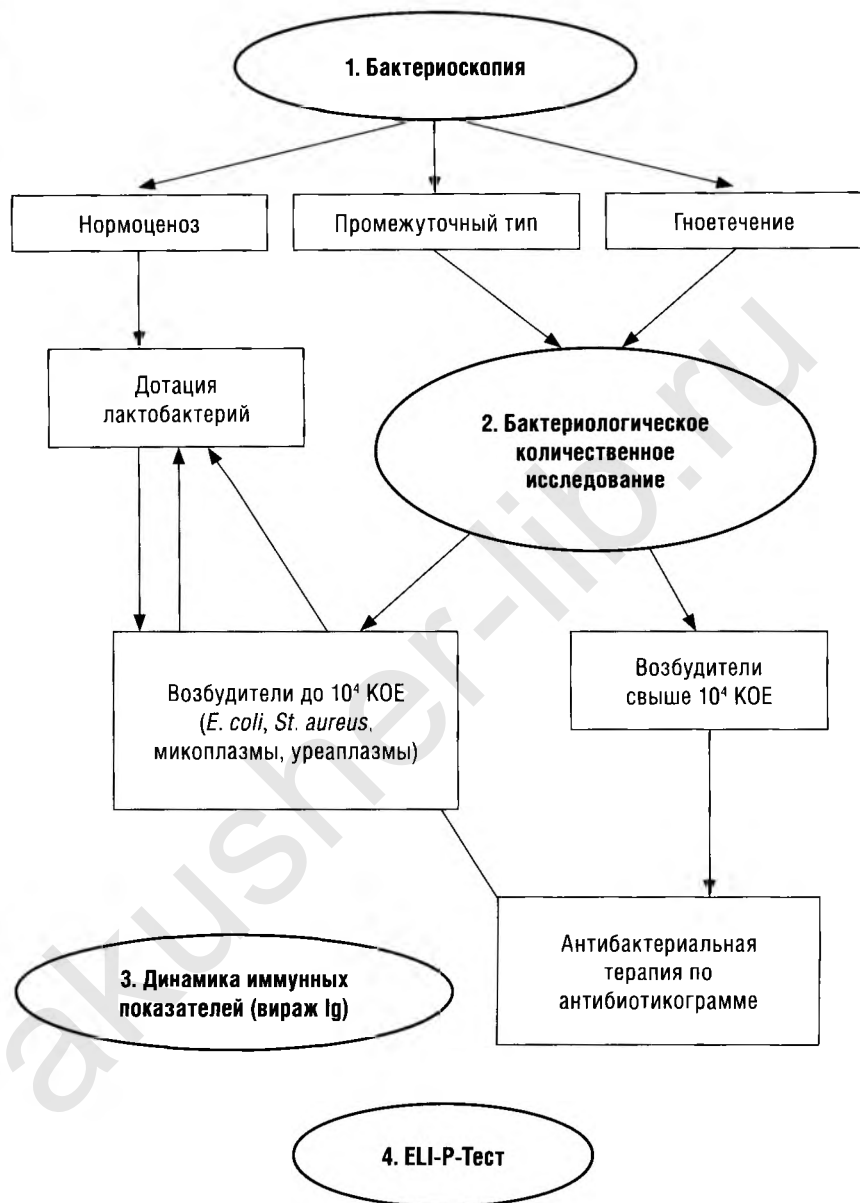 1. Бактериоскопия
Нормоценоз
Промежуточный тип
Гноетечение
Дотация
лактобактерий
2. Бактериологическое
количественное
исследование
Возбудители до 10⁴ КОЕ
(E. coli, St. aureus,
микоплазмы, уреаплазмы)
Возбудители
свыше 10⁴ КОЕ
Антибактериальная
терапия по
антибиотикограмме
3. Динамика иммунных
показателей (вираж Ig)
4. ELI-P-Тест
akusher-lib.ru